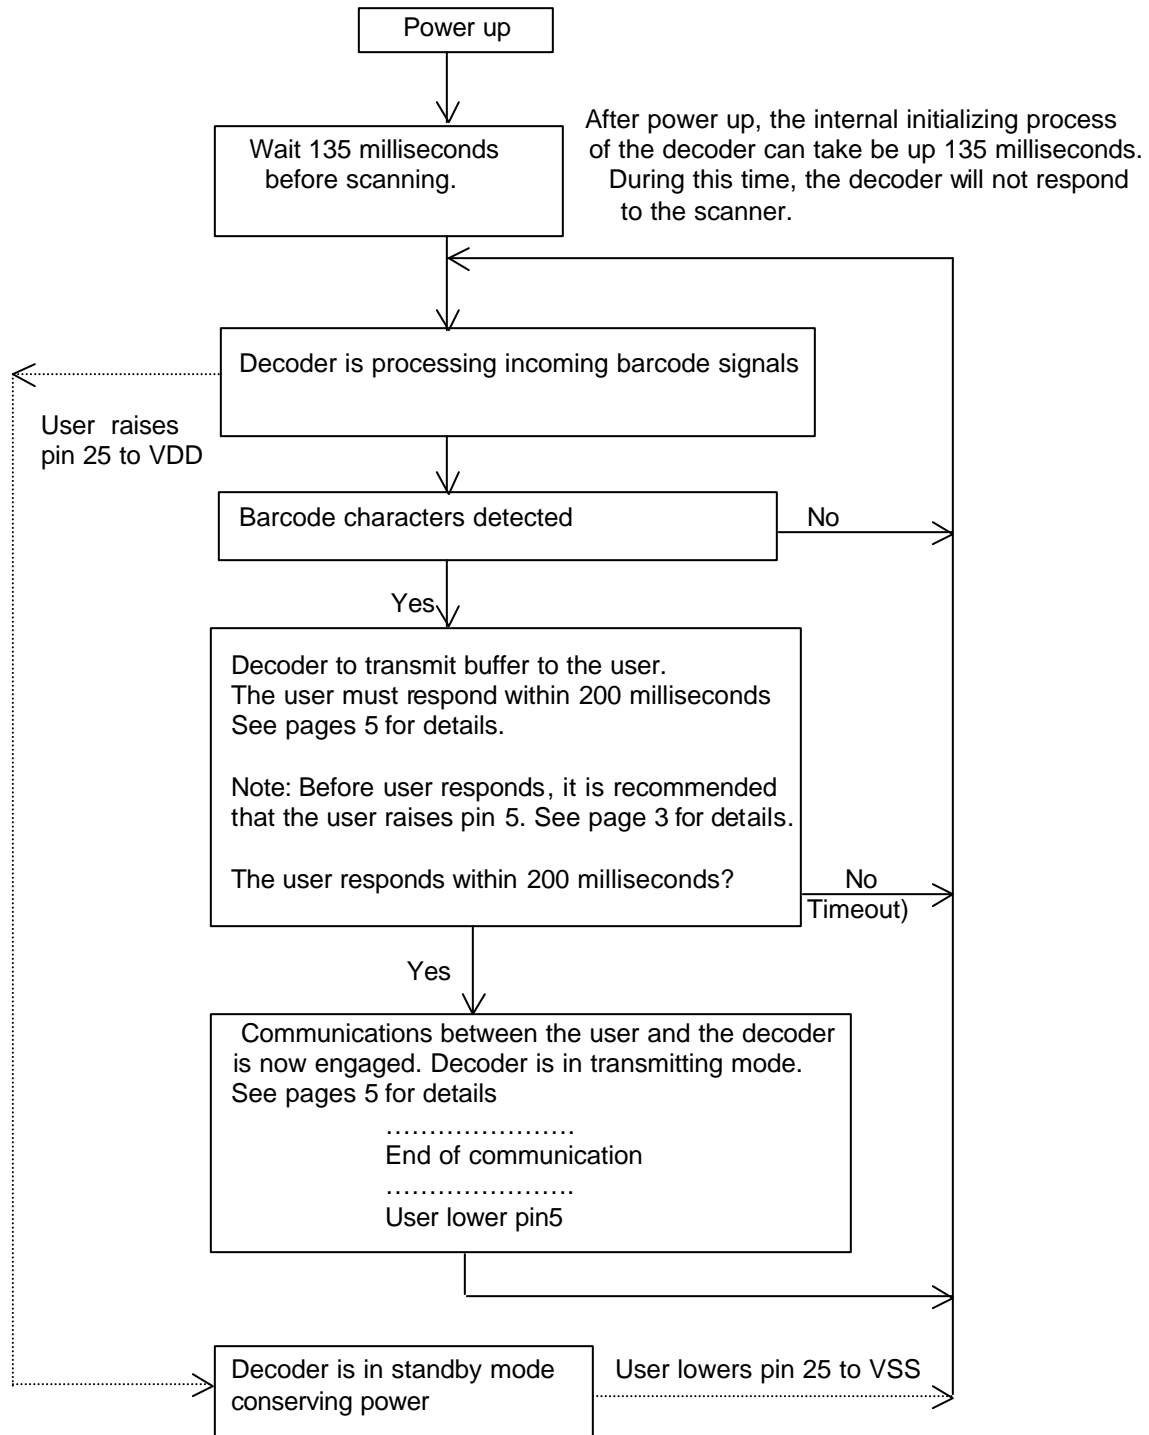 Power up
Wait 135 milliseconds
before scanning.
After power up, the internal initializing process
of the decoder can take be up 135 milliseconds.
During this time, the decoder will not respond
to the scanner.
Decoder is processing incoming barcode signals
User raises
pin 25 to VDD
Barcode characters detected
No
Yes
Decoder to transmit buffer to the user.
The user must respond within 200 milliseconds
See pages 5 for details.
Note: Before user responds, it is recommended
that the user raises pin 5. See page 3 for details.
The user responds within 200 milliseconds?
No
Timeout)
Yes
Communications between the user and the decoder
is now engaged. Decoder is in transmitting mode.
See pages 5 for details
………………….
End of communication
………………….
User lower pin5
Decoder is in standby mode
conserving power
User lowers pin 25 to VSS